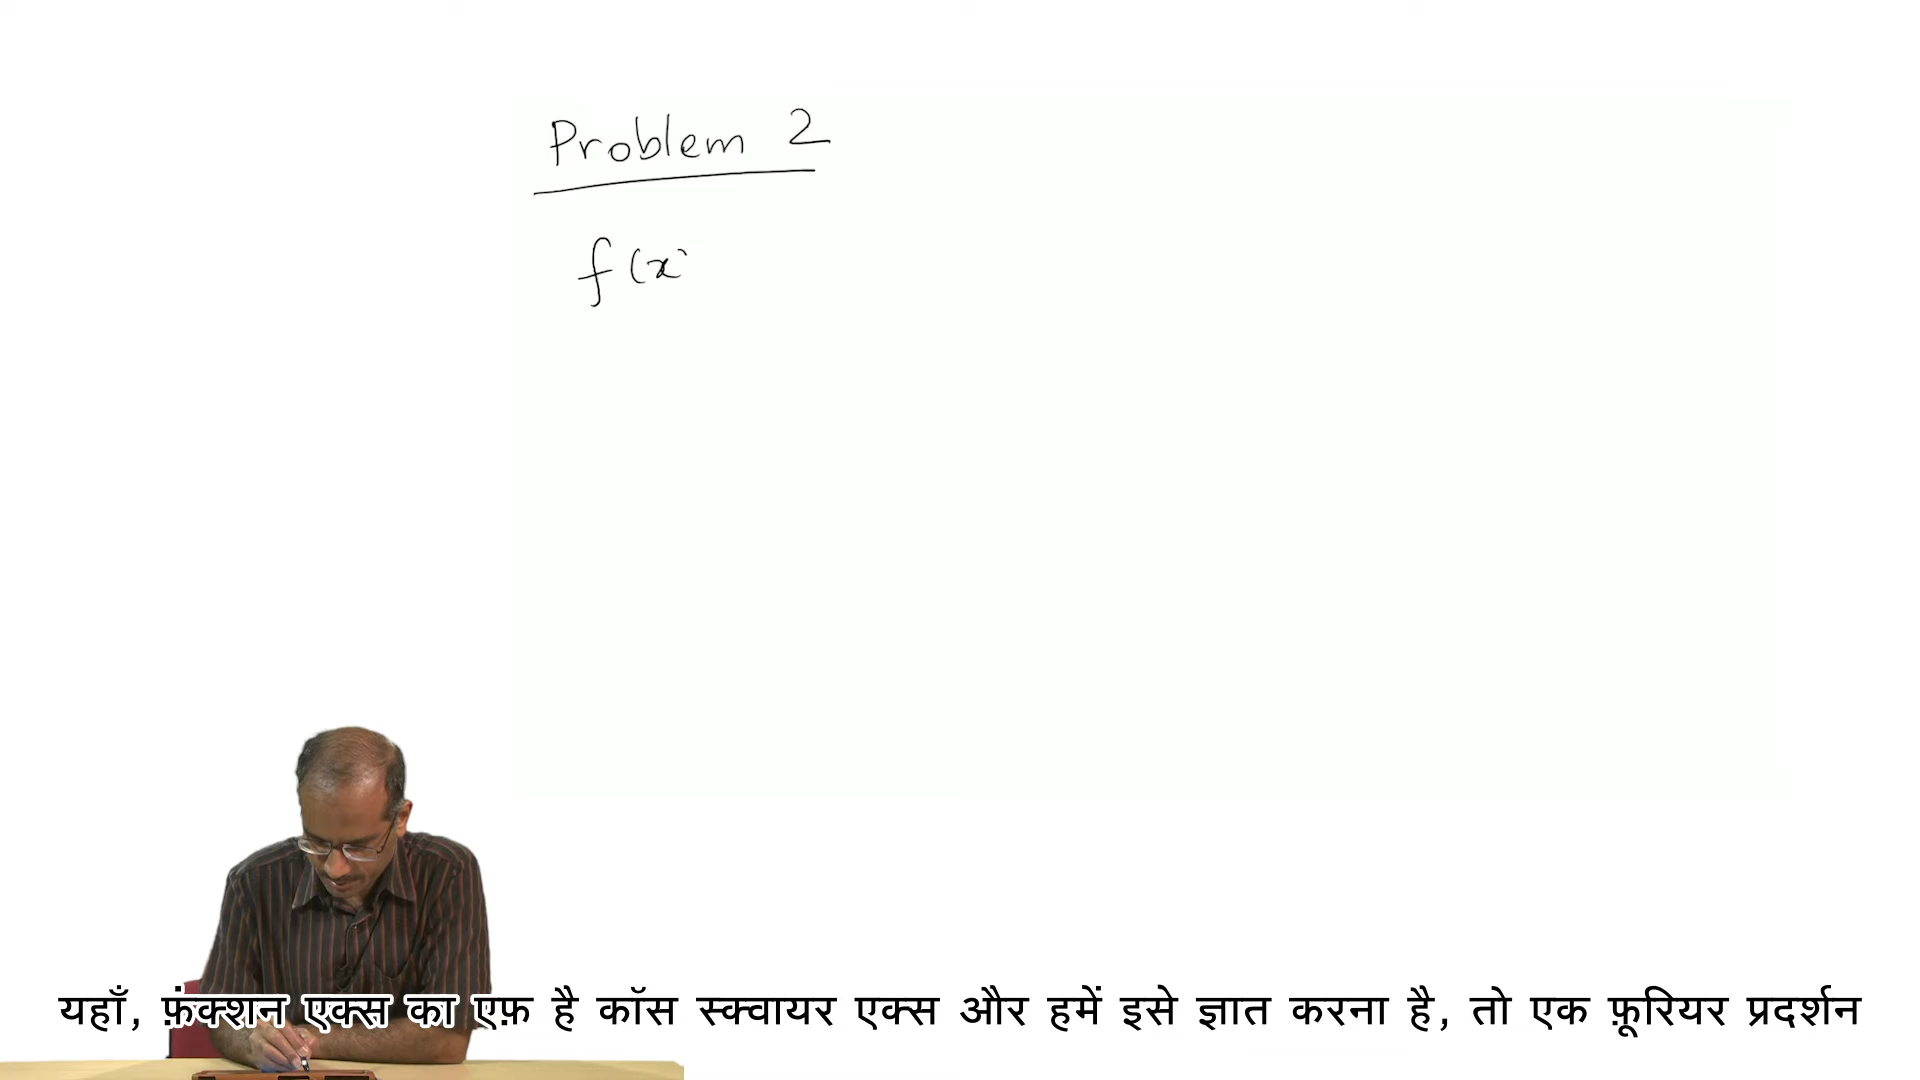 Problem 2
f(x)
यहाँ, फ़ंक्शन एक्स का एफ़ है कॉस स्क्वायर एक्स और हमें इसे ज्ञात करना है, तो एक फ़ूरियर प्रदर्शन